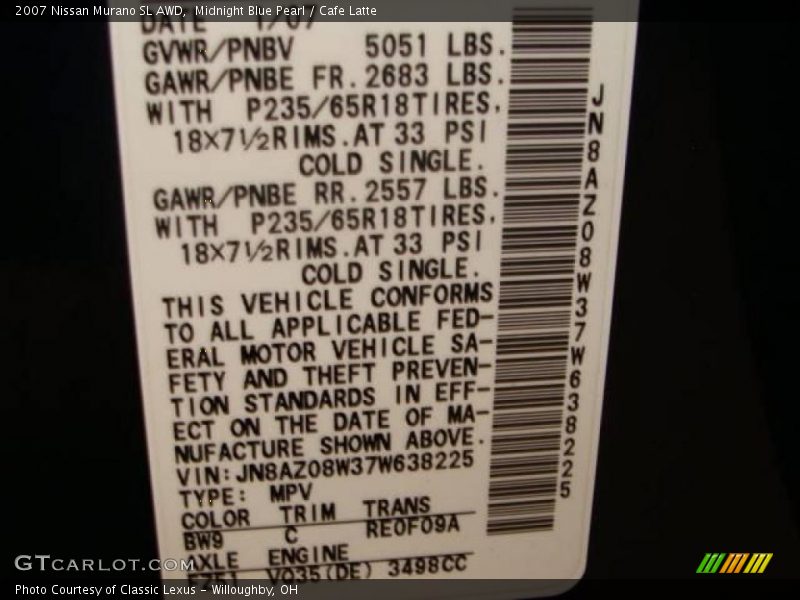 2007 Nissan Murano SL AWD,  Midnight Blue Pearl / Cafe Latte
DATE 1/07
GVWR/PNBV 5051 LBS.
GAWR/PNBE FR. 2683 LBS.
WITH P235/65R18TIRES.
18×7½RIMS.AT 33 PSI
COLD SINGLE.
GAWR/PNBE RR. 2557 LBS.
WITH P235/65R18TIRES.
18×7½RIMS.AT 33 PSI
COLD SINGLE.
THIS VEHICLE CONFORMS
TO ALL APPLICABLE FED-
ERAL MOTOR VEHICLE SA-
FETY AND THEFT PREVEN-
TION STANDARDS IN EFF-
ECT ON THE DATE OF MA-
NUFACTURE SHOWN ABOVE.
VIN:JN8AZ08W37W638225
TYPE: MPV
COLOR TRIM TRANS
BW9 C RE0F09A
AXLE ENGINE
FZ51 VQ35(DE) 3498CC
JN8AZ08W37W638225
GTcarlot.com
Photo Courtesy of Classic Lexus - Willoughby, OH